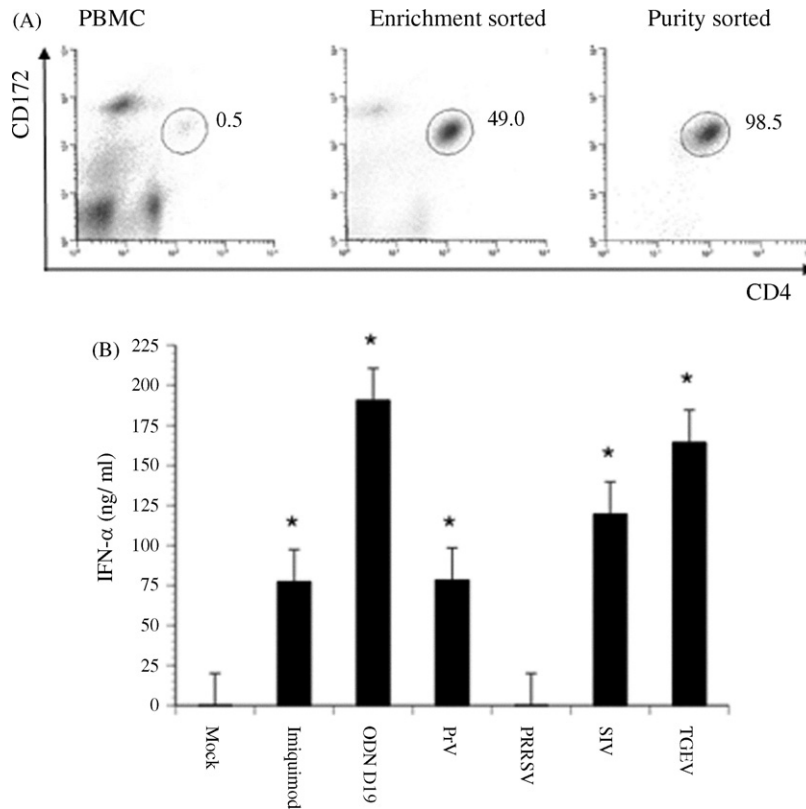 (A) PBMC Enrichment sorted Purity sorted
CD172
0.5
49.0
98.5
CD4
(B)
IFN-α (ng/ ml)
225
200
175
150
125
100
75
50
25
0
*
*
*
*
*
Mock
Imiquimod
ODN D19
PrV
PRRSV
SIV
TGEV